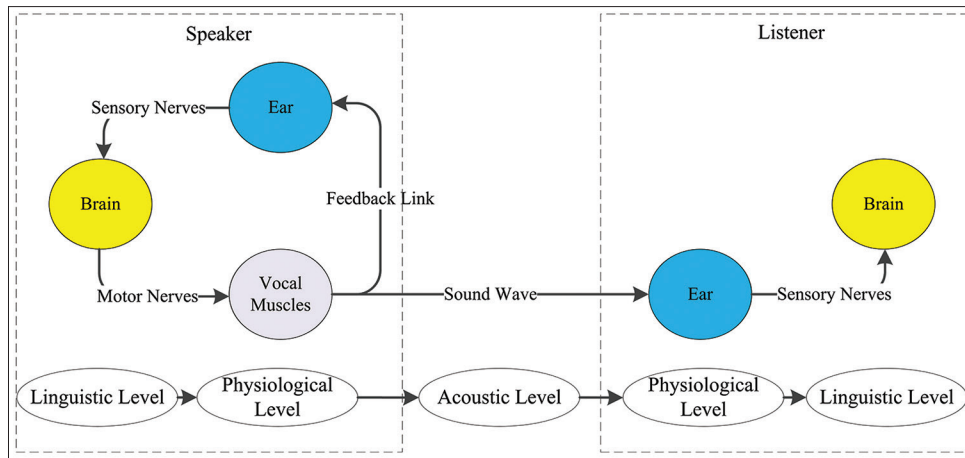 Speaker
Listener
Ear
Sensory Nerves
Brain
Feedback Link
Brain
Motor Nerves
Vocal
Muscles
Sound Wave
Ear
Sensory Nerves
Linguistic Level
Physiological
Level
Acoustic Level
Physiological
Level
Linguistic Level